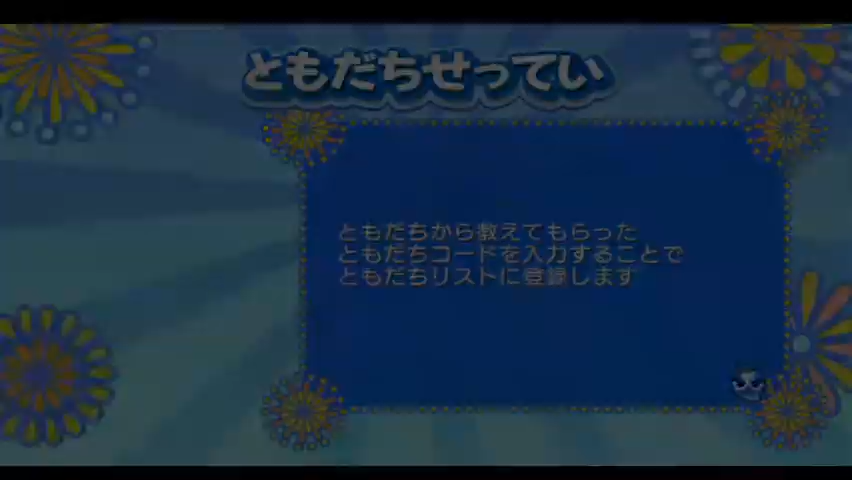 ともだちせってい
ともだちから教えてもらった
ともだちコードを入力することで
ともだちリストに登録します